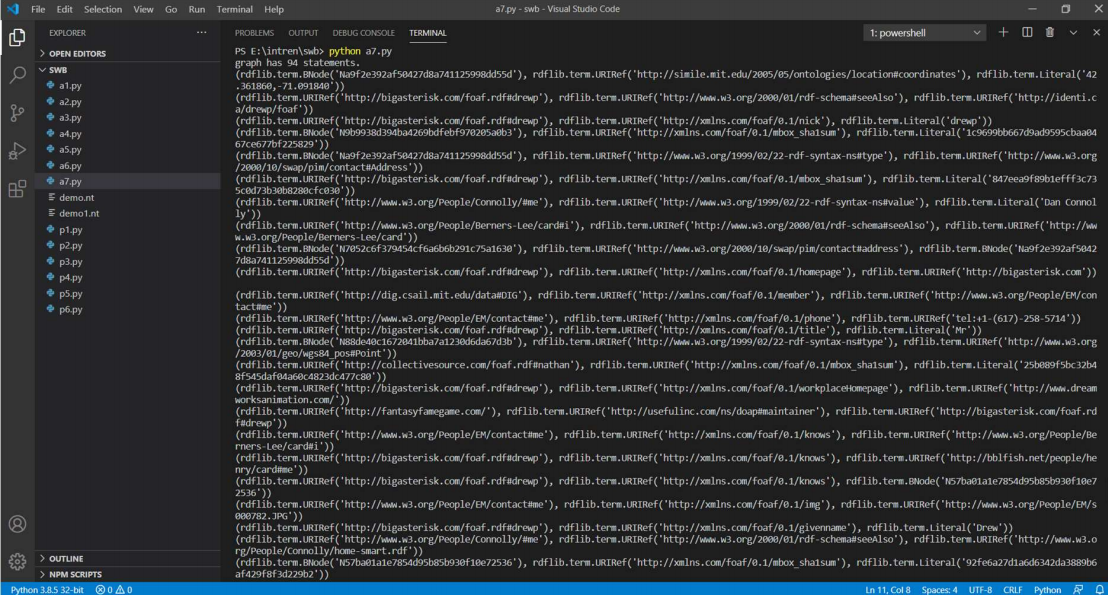 File Edit Selection View Go Run Terminal Help
a7.py - swb - Visual Studio Code
EXPLORER
OPEN EDITORS
SWB
a1.py
a2.py
a3.py
a4.py
a5.py
a6.py
a7.py
demo.nt
demo1.nt
p1.py
p2.py
p3.py
p4.py
p5.py
p6.py
OUTLINE
NPM SCRIPTS
PROBLEMS OUTPUT DEBUG CONSOLE TERMINAL
1: powershell
PS E:\intren\swb> python a7.py
graph has 94 statements.
(rdflib.term.BNode('Na9f2e392af50427d8a741125998dd55d'), rdflib.term.URIRef('http://simile.mit.edu/2005/05/ontologies/location#coordinates'), rdflib.term.Literal('42
.361860,-71.091840'))
(rdflib.term.URIRef('http://bigasterisk.com/foaf.rdf#drewp'), rdflib.term.URIRef('http://www.w3.org/2000/01/rdf-schema#seeAlso'), rdflib.term.URIRef('http://identi.c
a/drewp/foaf'))
(rdflib.term.URIRef('http://bigasterisk.com/foaf.rdf#drewp'), rdflib.term.URIRef('http://xmlns.com/foaf/0.1/nick'), rdflib.term.Literal('drewp'))
(rdflib.term.BNode('N9b9938d394ba4269bdfebf970205a0b3'), rdflib.term.URIRef('http://xmlns.com/foaf/0.1/mbox_sha1sum'), rdflib.term.Literal('1c9699bb667d9ad9595cbaa04
67ce677bf225829'))
(rdflib.term.BNode('Na9f2e392af50427d8a741125998dd55d'), rdflib.term.URIRef('http://www.w3.org/1999/02/22-rdf-syntax-ns#type'), rdflib.term.URIRef('http://www.w3.org
/2000/10/swap/pim/contact#Address'))
(rdflib.term.URIRef('http://bigasterisk.com/foaf.rdf#drewp'), rdflib.term.URIRef('http://xmlns.com/foaf/0.1/mbox_sha1sum'), rdflib.term.Literal('847eea9f89b1efff3c73
5c0d73b30b8280cfc030'))
(rdflib.term.URIRef('http://www.w3.org/People/Connolly/#me'), rdflib.term.URIRef('http://www.w3.org/1999/02/22-rdf-syntax-ns#value'), rdflib.term.Literal('Dan Connol
ly'))
(rdflib.term.URIRef('http://www.w3.org/People/Berners-Lee/card#i'), rdflib.term.URIRef('http://www.w3.org/2000/01/rdf-schema#seeAlso'), rdflib.term.URIRef('http://ww
w.w3.org/People/Berners-Lee/card'))
(rdflib.term.BNode('N7052c6f379454cf6a6b6b291c75a1630'), rdflib.term.URIRef('http://www.w3.org/2000/10/swap/pim/contact#address'), rdflib.term.BNode('Na9f2e392af5042
7d8a741125998dd55d'))
(rdflib.term.URIRef('http://bigasterisk.com/foaf.rdf#drewp'), rdflib.term.URIRef('http://xmlns.com/foaf/0.1/homepage'), rdflib.term.URIRef('http://bigasterisk.com'))
(rdflib.term.URIRef('http://dig.csail.mit.edu/data#DIG'), rdflib.term.URIRef('http://xmlns.com/foaf/0.1/member'), rdflib.term.URIRef('http://www.w3.org/People/EM/con
tact#me'))
(rdflib.term.URIRef('http://www.w3.org/People/EM/contact#me'), rdflib.term.URIRef('http://xmlns.com/foaf/0.1/phone'), rdflib.term.URIRef('tel:+1-(617)-258-5714'))
(rdflib.term.URIRef('http://bigasterisk.com/foaf.rdf#drewp'), rdflib.term.URIRef('http://xmlns.com/foaf/0.1/title'), rdflib.term.Literal('Mr'))
(rdflib.term.BNode('N88de40c1672041bba7a1230d6da67d3b'), rdflib.term.URIRef('http://www.w3.org/1999/02/22-rdf-syntax-ns#type'), rdflib.term.URIRef('http://www.w3.org
/2003/01/geo/wgs84_pos#Point'))
(rdflib.term.URIRef('http://collectivesource.com/foaf.rdf#nathan'), rdflib.term.URIRef('http://xmlns.com/foaf/0.1/mbox_sha1sum'), rdflib.term.Literal('25b089f5bc32b4
8f545daf04a60c4823dc477c80'))
(rdflib.term.URIRef('http://bigasterisk.com/foaf.rdf#drewp'), rdflib.term.URIRef('http://xmlns.com/foaf/0.1/workplaceHomepage'), rdflib.term.URIRef('http://www.dream
worksanimation.com/'))
(rdflib.term.URIRef('http://fantasyfamegame.com/'), rdflib.term.URIRef('http://usefulinc.com/ns/doap#maintainer'), rdflib.term.URIRef('http://bigasterisk.com/foaf.rd
f#drewp'))
(rdflib.term.URIRef('http://www.w3.org/People/EM/contact#me'), rdflib.term.URIRef('http://xmlns.com/foaf/0.1/knows'), rdflib.term.URIRef('http://www.w3.org/People/Be
rners-Lee/card#i'))
(rdflib.term.URIRef('http://bigasterisk.com/foaf.rdf#drewp'), rdflib.term.URIRef('http://xmlns.com/foaf/0.1/knows'), rdflib.term.URIRef('http://bblfish.net/people/he
nry/card#me'))
(rdflib.term.URIRef('http://bigasterisk.com/foaf.rdf#drewp'), rdflib.term.URIRef('http://xmlns.com/foaf/0.1/knows'), rdflib.term.BNode('N57ba01a1e7854d95b85b930f10e7
2536'))
(rdflib.term.URIRef('http://www.w3.org/People/EM/contact#me'), rdflib.term.URIRef('http://xmlns.com/foaf/0.1/img'), rdflib.term.URIRef('http://www.w3.org/People/EM/s
000782.JPG'))
(rdflib.term.URIRef('http://bigasterisk.com/foaf.rdf#drewp'), rdflib.term.URIRef('http://xmlns.com/foaf/0.1/givenname'), rdflib.term.Literal('Drew'))
(rdflib.term.URIRef('http://www.w3.org/People/Connolly/#me'), rdflib.term.URIRef('http://www.w3.org/2000/01/rdf-schema#seeAlso'), rdflib.term.URIRef('http://www.w3.o
rg/People/Connolly/home-smart.rdf'))
(rdflib.term.BNode('N57ba01a1e7854d95b85b930f10e72536'), rdflib.term.URIRef('http://xmlns.com/foaf/0.1/mbox_sha1sum'), rdflib.term.Literal('92fe6a27d1a6d6342da3889b6
af429f8f3d229b2'))
Python 3.8.5 32-bit 0 0 Ln 11, Col 8 Spaces: 4 UTF-8 CRLF Python